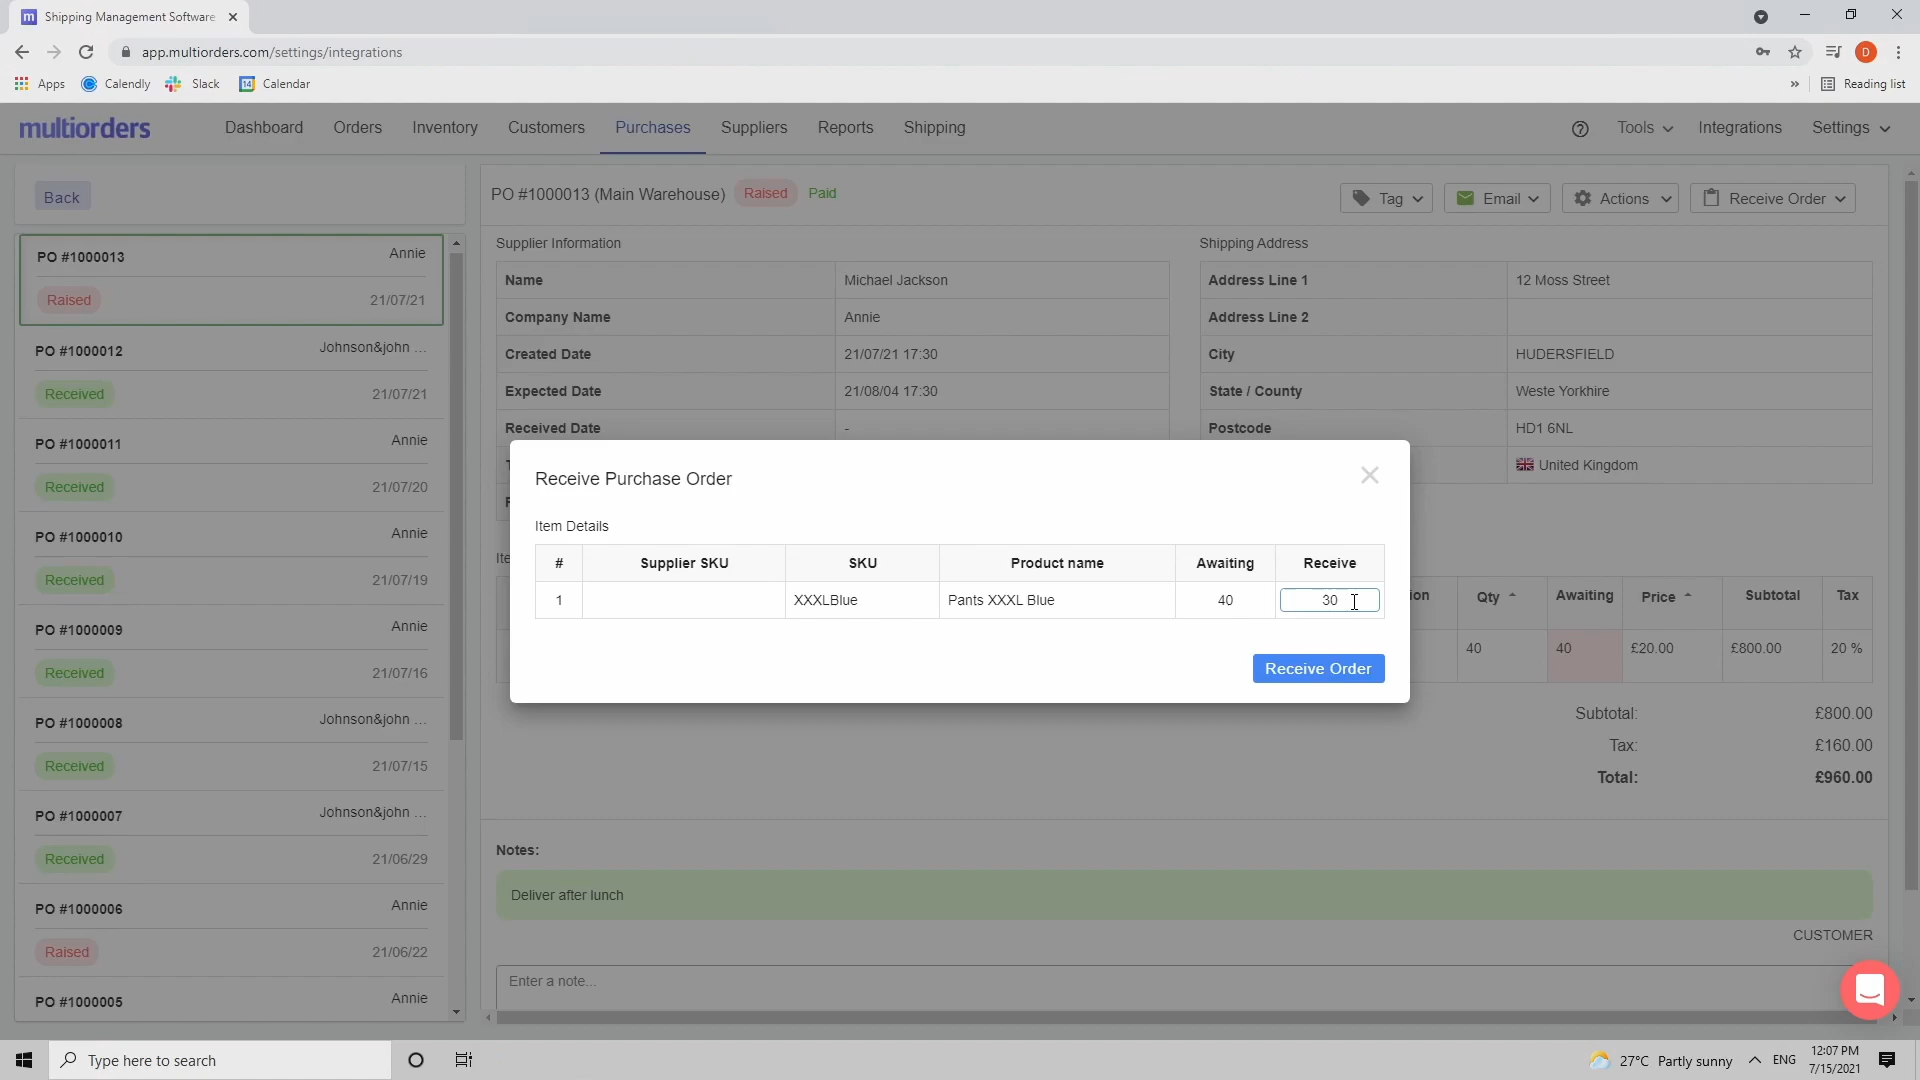 Shipping Management Software
app.multiorders.com/settings/integrations
D
Apps
Calendly
Slack
14
Calendar
»
Reading list
multiorders
Dashboard
Orders
Inventory
Customers
Purchases
Suppliers
Reports
Shipping
Tools
Integrations
Settings
Back
PO #1000013
Annie
Raised
21/07/21
PO #1000012
Johnson&john ...
Received
21/07/21
PO #1000011
Annie
Received
21/07/20
PO #1000010
Annie
Received
21/07/19
PO #1000009
Annie
Received
21/07/16
PO #1000008
Johnson&john ...
Received
21/07/15
PO #1000007
Johnson&john ...
Received
21/06/29
PO #1000006
Annie
Raised
21/06/22
PO #1000005
Annie
PO #1000013 (Main Warehouse)
Raised
Paid
Tag
Email
Actions
Receive Order
Supplier Information
Name Michael Jackson
Company Name Annie
Created Date 21/07/21 17:30
Expected Date 21/08/04 17:30
Received Date -
Shipping Address
Address Line 1 12 Moss Street
Address Line 2
City HUDERSFIELD
State / County Weste Yorkhire
Postcode HD1 6NL
United Kingdom
Receive Purchase Order
Item Details
# Supplier SKU SKU Product name Awaiting Receive
1 XXXLBlue Pants XXXL Blue 40 30
Receive Order
Qty Awaiting Price Subtotal Tax
40 40 £20.00 £800.00 20 %
Subtotal: £800.00
Tax: £160.00
Total: £960.00
Notes:
Deliver after lunch
CUSTOMER
Enter a note...
Type here to search
27°C Partly sunny
ENG
12:07 PM
7/15/2021